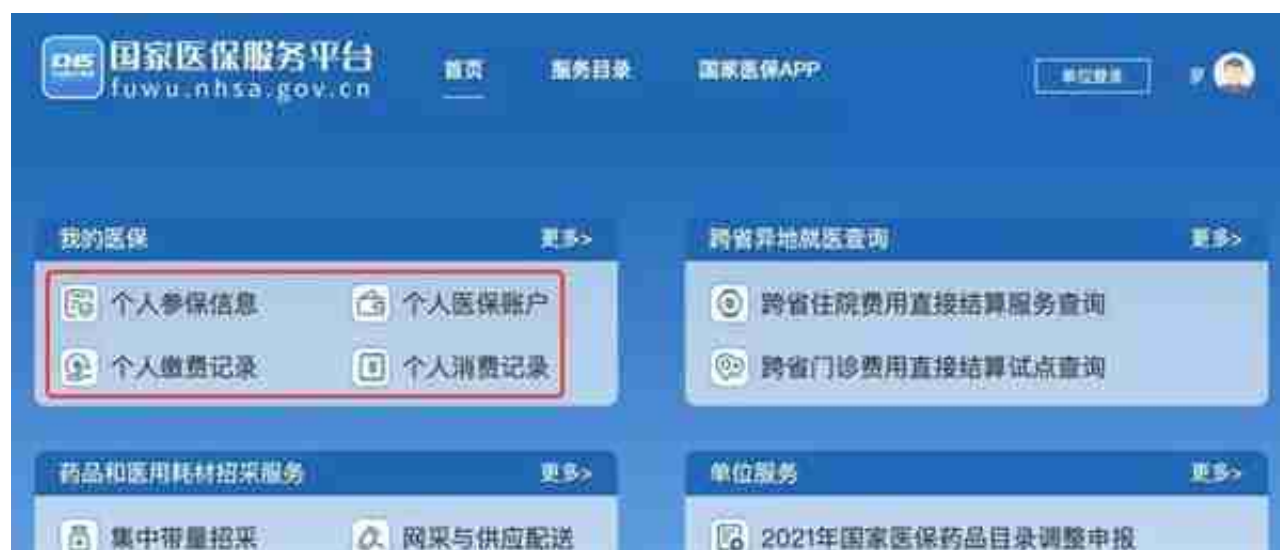 CHS 国家医保服务平台
fuwu.nhsa.gov.cn
首页 服务目录 国家医保APP 单位登录 罗
我的医保 更多>
个人参保信息 个人医保账户
个人缴费记录 个人消费记录
跨省异地就医查询 更多>
跨省住院费用直接结算服务查询
跨省门诊费用直接结算试点查询
药品和医用耗材招采服务 更多>
集中带量招采 网采与供应配送
单位服务 更多>
2021年国家医保药品目录调整申报